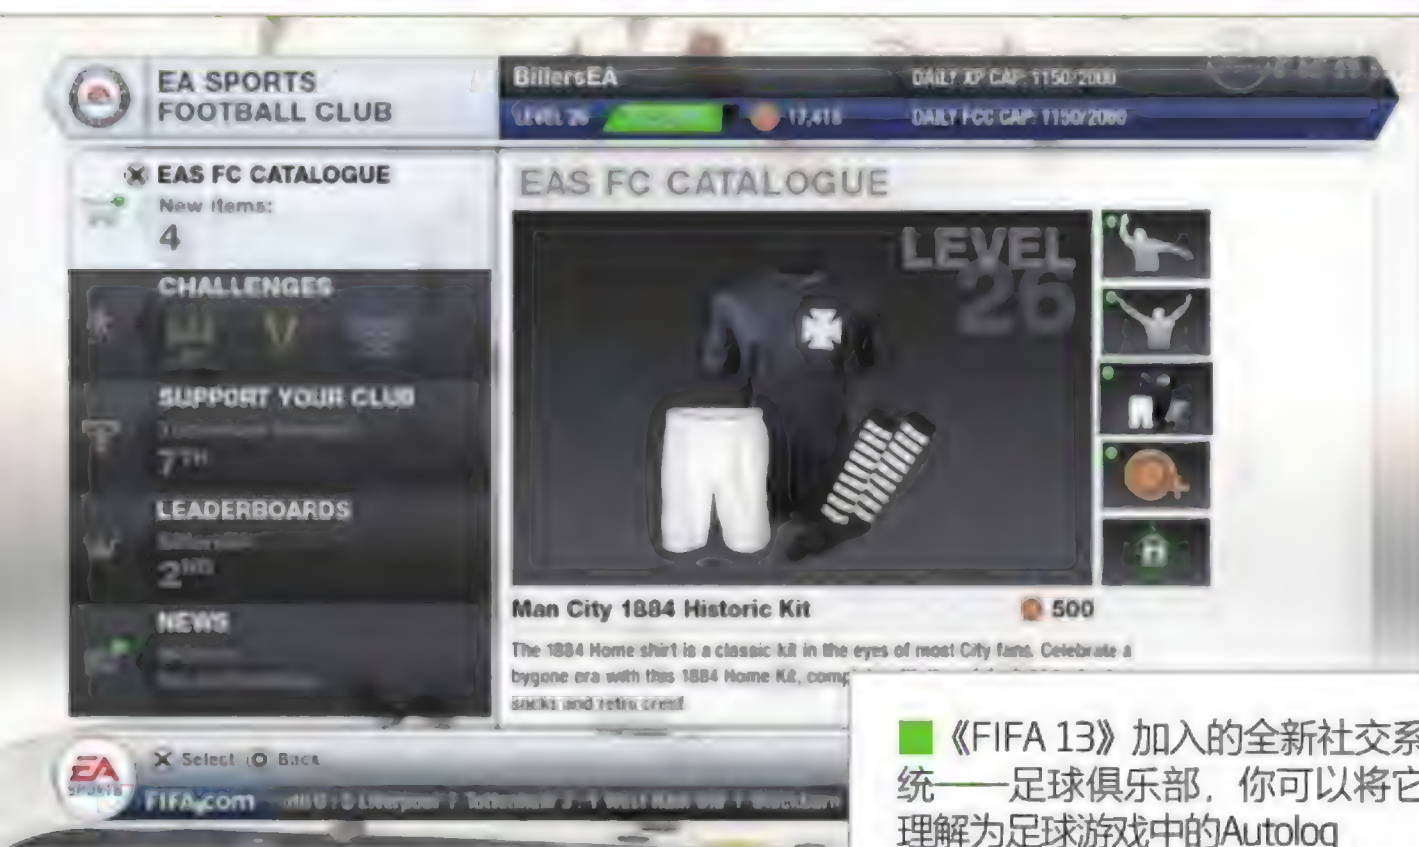 EA SPORTS
FOOTBALL CLUB
BillersEA
DAILY XP CAP: 1150/2000
LEVEL 26
17,416
DAILY FCC CAP: 1150/2000
EAS FC CATALOGUE
New Items:
4
CHALLENGES
SUPPORT YOUR CLUB
7TH
LEADERBOARDS
2ND
NEWS
EAS FC CATALOGUE
LEVEL
26
Man City 1884 Historic Kit
500
The 1884 Home shirt is a classic kit in the eyes of most City fans. Celebrate a
bygone era with this 1884 Home Kit,
socks and retro crest
EA
SPORTS
Select Back
FIFA.com
Liverpool
《FIFA 13》加入的全新社交系
统——足球俱乐部，你可以将它
理解为足球游戏中的Autolog